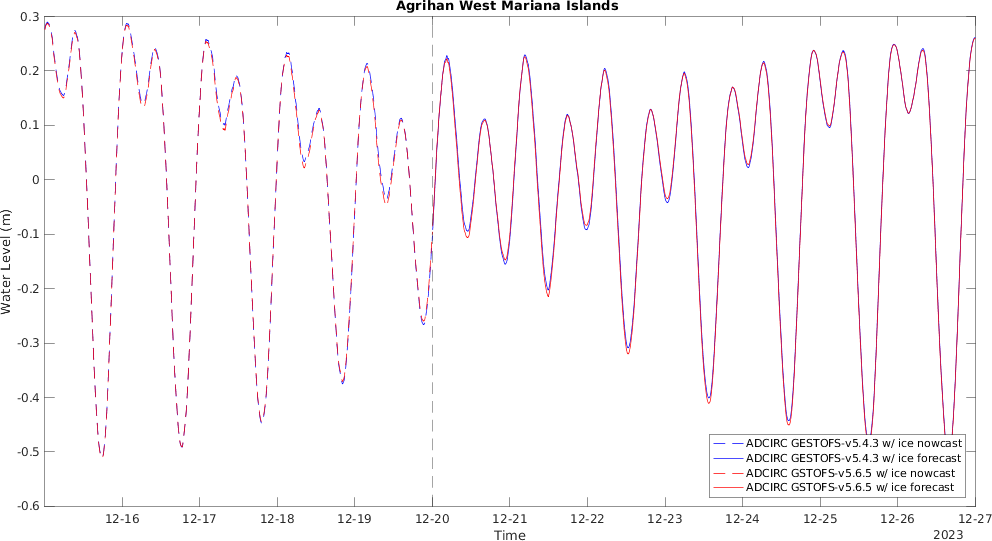 Agrihan West Mariana Islands
0.3
0.2
0.1
0
-0.1
-0.2
-0.3
-0.4
-0.5
-0.6
Water Level (m)
ADCIRC GESTOFS-v5.4.3 w/ ice nowcast
ADCIRC GESTOFS-v5.4.3 w/ ice forecast
ADCIRC GSTOFS-v5.6.5 w/ ice nowcast
ADCIRC GSTOFS-v5.6.5 w/ ice forecast
12-16 12-17 12-18 12-19 12-20 12-21 12-22 12-23 12-24 12-25 12-26 12-27
Time
2023